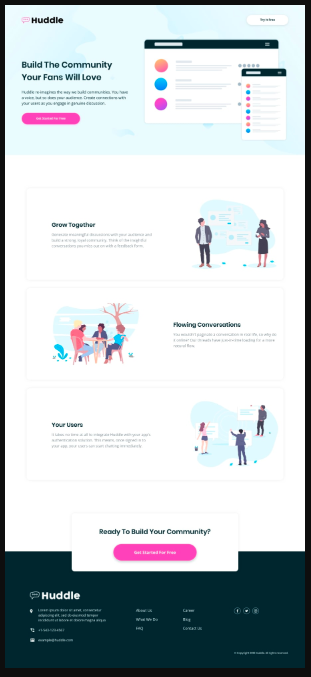 Huddle
Try It Free
Build The Community
Your Fans Will Love
Huddle re-imagines the way we build communities. You have
a voice, but so does your audience. Create connections with
your users as you engage in genuine discussion.
Get Started For Free
Grow Together
Generate meaningful discussions with your audience and
build a strong, loyal community. Think of the insightful
conversations you miss out on with a feedback form.
Flowing Conversations
You wouldn't paginate a conversation in real life, so why do
it online? Our threads have just-in-time loading for a more
natural flow.
Your Users
It takes no time at all to integrate Huddle with your app's
authentication solution. This means, once signed in to
your app, your users can start chatting immediately.
Ready To Build Your Community?
Get Started For Free
Huddle
Lorem ipsum dolor sit amet, consectetur
adipiscing elit, sed do eiusmod tempor
incididunt ut labore et dolore magna aliqua
+1-543-123-4567
example@huddle.com
About Us
What We Do
FAQ
Career
Blog
Contact Us
© Copyright 2018 Huddle. All rights reserved.